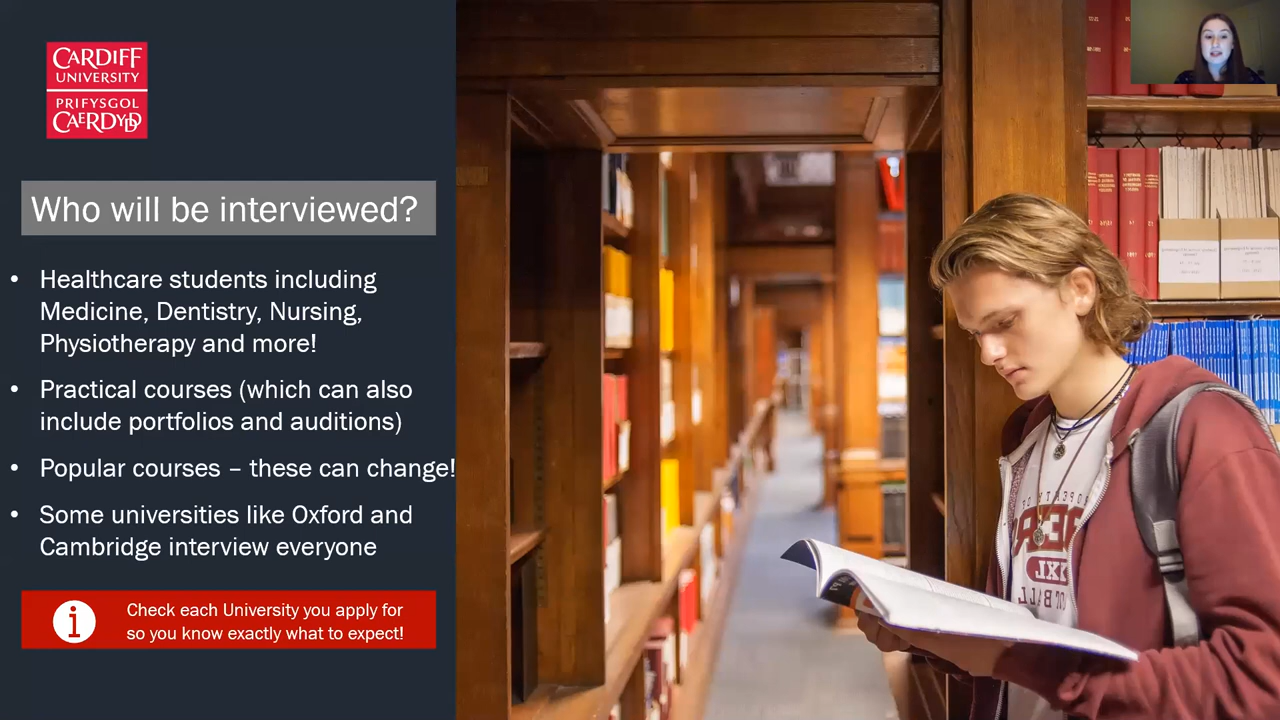 CARDIFF
UNIVERSITY
PRIFYSGOL
CAERDYDD
Who will be interviewed?
• Healthcare students including
Medicine, Dentistry, Nursing,
Physiotherapy and more!
• Practical courses (which can also
include portfolios and auditions)
• Popular courses – these can change!
• Some universities like Oxford and
Cambridge interview everyone
i Check each University you apply for
so you know exactly what to expect!